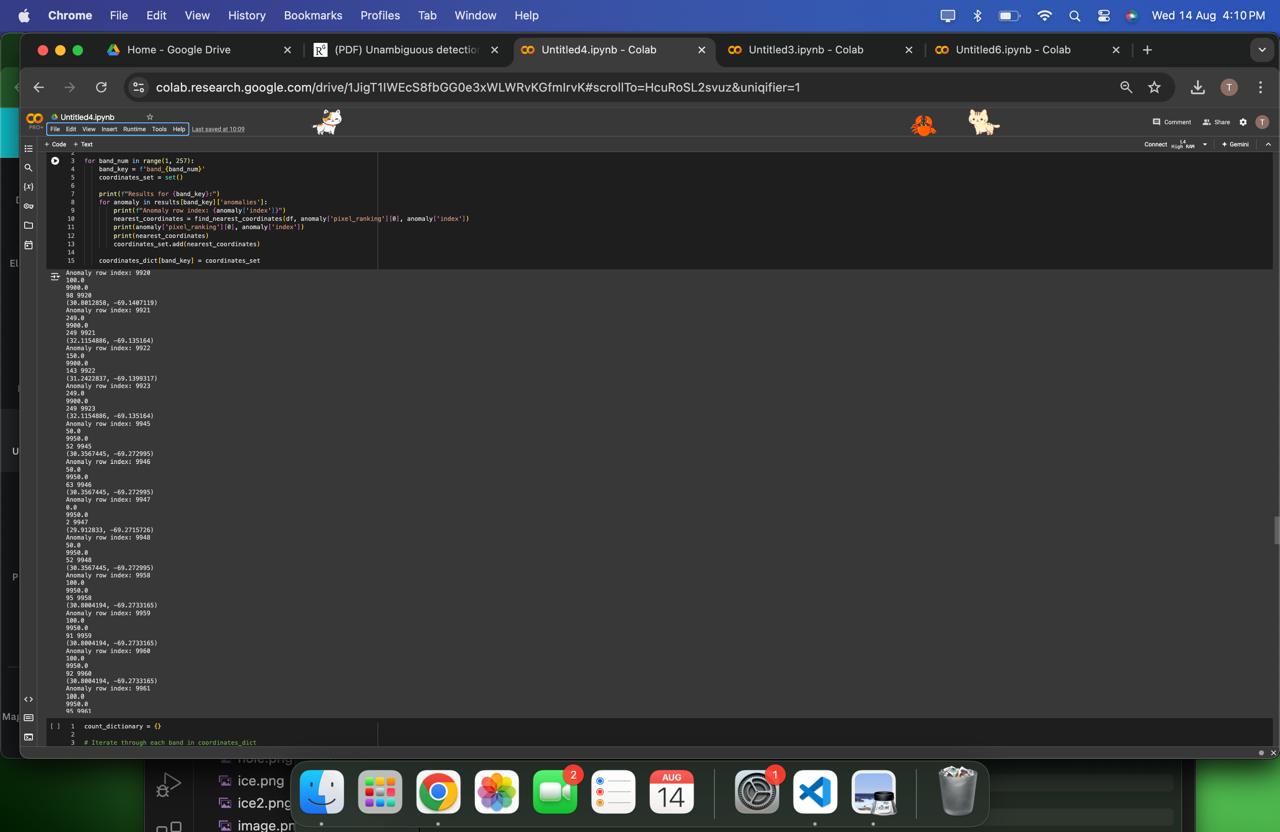 Chrome File Edit View History Bookmarks Profiles Tab Window Help Wed 14 Aug 4:10 PM
Home - Google Drive (PDF) Unambiguous detectio Untitled4.ipynb - Colab Untitled3.ipynb - Colab Untitled6.ipynb - Colab
colab.research.google.com/drive/1JigT1IWEcS8fbGG0e3xWLWRvKGfmIrvK#scrollTo=HcuRoSL2svuz&uniqifier=1 T
Untitled4.ipynb
PRO+ File Edit View Insert Runtime Tools Help Last saved at 10:09 Comment Share T
+ Code + Text Connect L4 High RAM Gemini
3 for band_num in range(1, 257):
4 band_key = f'band_{band_num}'
5 coordinates_set = set()
6
7 print(f"Results for {band_key}:")
8 for anomaly in results[band_key]['anomalies']:
9 print(f"Anomaly row index: {anomaly['index']}")
10 nearest_coordinates = find_nearest_coordinates(df, anomaly['pixel_ranking'][0], anomaly['index'])
11 print(anomaly['pixel_ranking'][0], anomaly['index'])
12 print(nearest_coordinates)
13 coordinates_set.add(nearest_coordinates)
14
15 coordinates_dict[band_key] = coordinates_set
Anomaly row index: 9920
100.0
9900.0
98 9920
(30.8012858, -69.1407119)
Anomaly row index: 9921
249.0
9900.0
249 9921
(32.1154886, -69.135164)
Anomaly row index: 9922
150.0
9900.0
143 9922
(31.2422837, -69.1399317)
Anomaly row index: 9923
249.0
9900.0
249 9923
(32.1154886, -69.135164)
Anomaly row index: 9945
50.0
9950.0
52 9945
(30.3567445, -69.272995)
Anomaly row index: 9946
50.0
9950.0
63 9946
(30.3567445, -69.272995)
Anomaly row index: 9947
0.0
9950.0
2 9947
(29.912833, -69.2715726)
Anomaly row index: 9948
50.0
9950.0
52 9948
(30.3567445, -69.272995)
Anomaly row index: 9958
100.0
9950.0
95 9958
(30.8004194, -69.2733165)
Anomaly row index: 9959
100.0
9950.0
91 9959
(30.8004194, -69.2733165)
Anomaly row index: 9960
100.0
9950.0
92 9960
(30.8004194, -69.2733165)
Anomaly row index: 9961
100.0
9950.0
95 9961
[ ] 1 count_dictionary = {}
2
3 # Iterate through each band in coordinates_dict
ice.png
ice2.png
image.pn
2
1
AUG
14